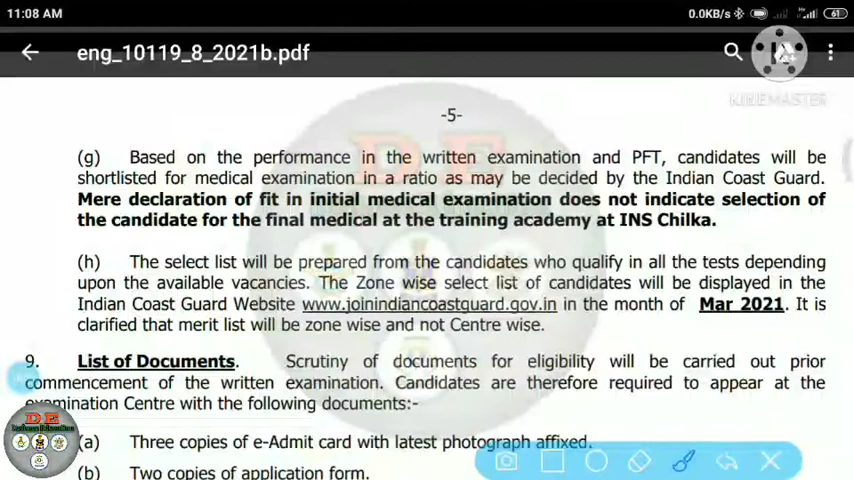 11:08 AM
0.0KB/s
61
eng_10119_8_2021b.pdf
KINEMASTER
-5-
(g) Based on the performance in the written examination and PFT, candidates will be
shortlisted for medical examination in a ratio as may be decided by the Indian Coast Guard.
Mere declaration of fit in initial medical examination does not indicate selection of
the candidate for the final medical at the training academy at INS Chilka.
(h) The select list will be prepared from the candidates who qualify in all the tests depending
upon the available vacancies. The Zone wise select list of candidates will be displayed in the
Indian Coast Guard Website www.joinindiancoastguard.gov.in in the month of Mar 2021. It is
clarified that merit list will be zone wise and not Centre wise.
9. List of Documents. Scrutiny of documents for eligibility will be carried out prior
commencement of the written examination. Candidates are therefore required to appear at the
examination Centre with the following documents:-
DE
(a) Three copies of e-Admit card with latest photograph affixed.
(b) Two copies of application form.